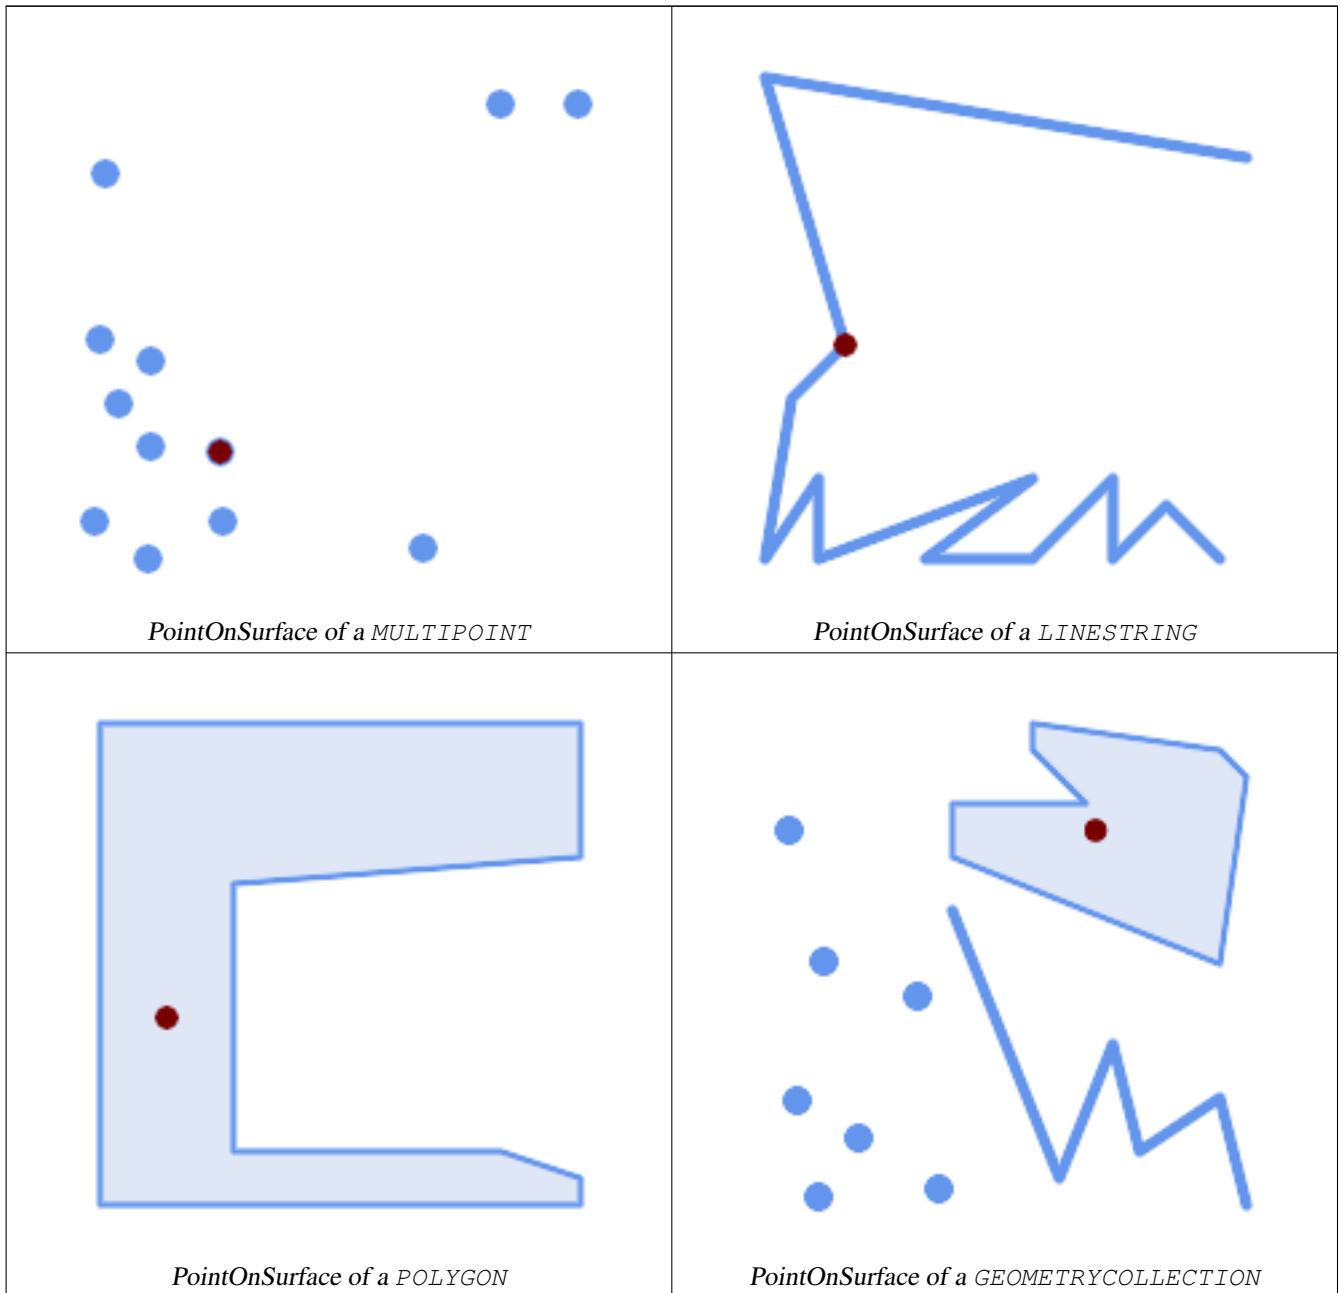 PointOnSurface of a MULTIPOINT
PointOnSurface of a LINESTRING
PointOnSurface of a POLYGON
PointOnSurface of a GEOMETRYCOLLECTION